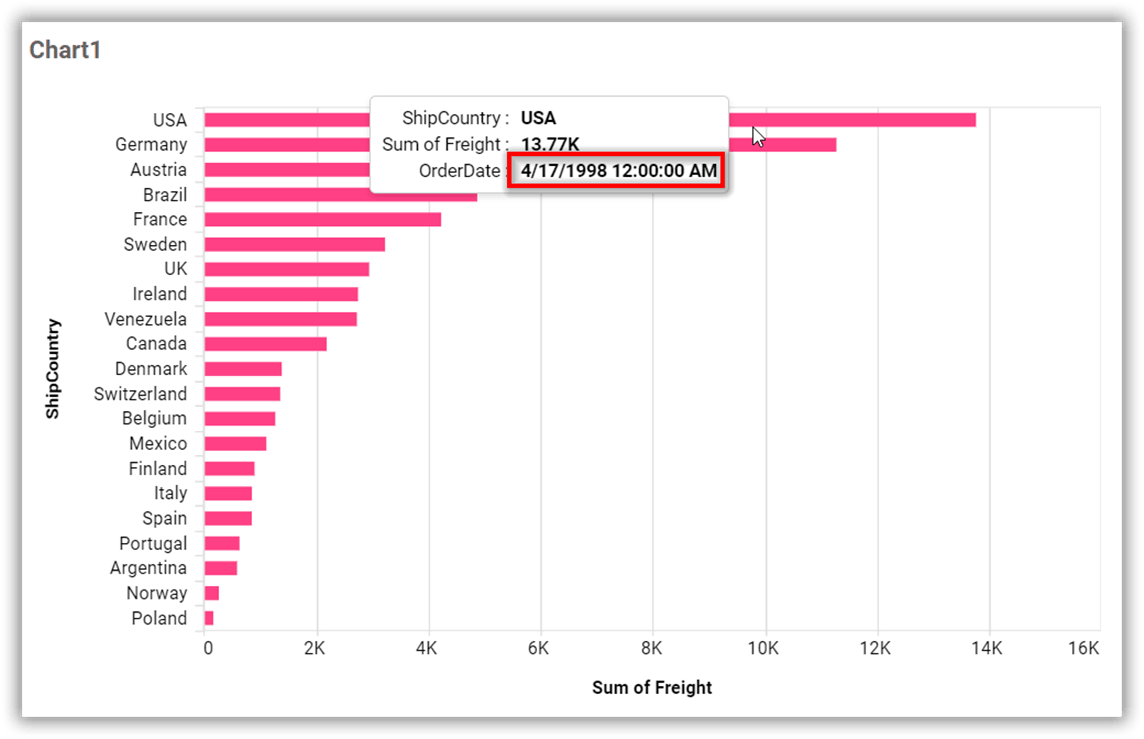 Chart1
ShipCountry : USA
Sum of Freight : 13.77K
OrderDate : 4/17/1998 12:00:00 AM
ShipCountry
USA
Germany
Austria
Brazil
France
Sweden
UK
Ireland
Venezuela
Canada
Denmark
Switzerland
Belgium
Mexico
Finland
Italy
Spain
Portugal
Argentina
Norway
Poland
0 2K 4K 6K 8K 10K 12K 14K 16K
Sum of Freight